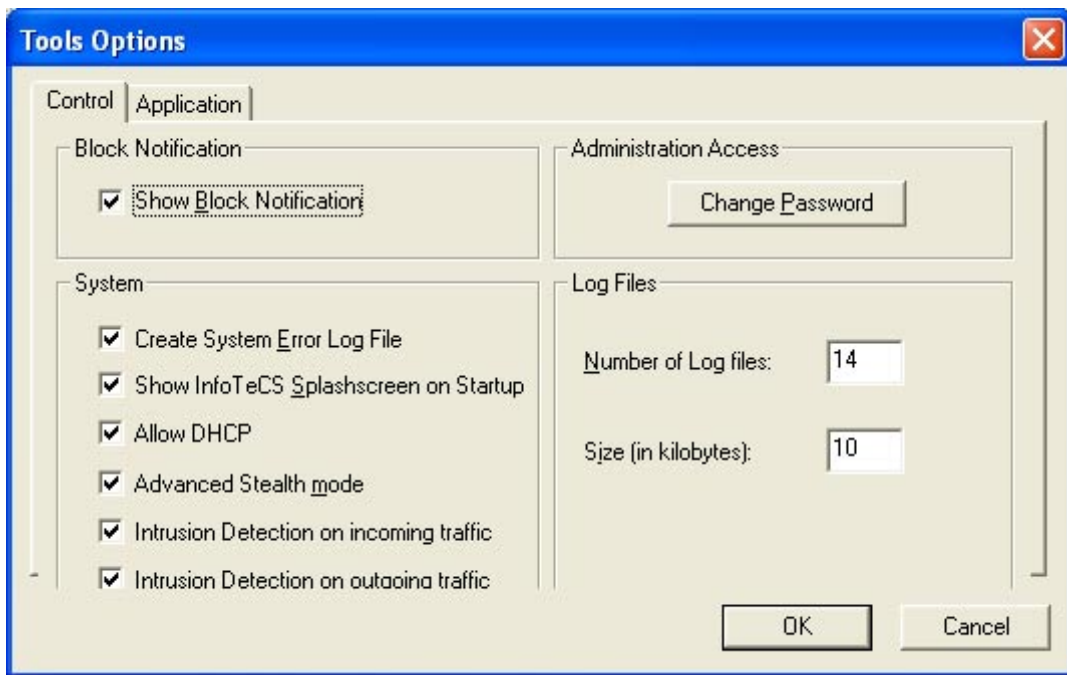 Tools Options
Control
Application
Block Notification
Show Block Notification
Administration Access
Change Password
System
Create System Error Log File
Show InfoTeCS Splashscreen on Startup
Allow DHCP
Advanced Stealth mode
Intrusion Detection on incoming traffic
Intrusion Detection on outgoing traffic
Log Files
Number of Log files:
14
Size (in kilobytes):
10
OK
Cancel